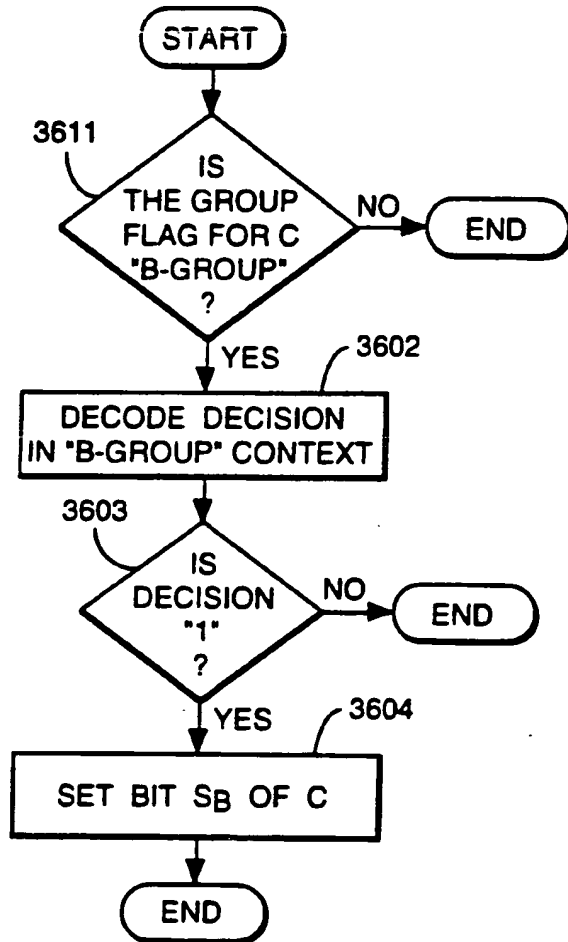 START
3611
IS
THE GROUP
FLAG FOR C
"B-GROUP"
?
NO
END
YES
3602
DECODE DECISION
IN "B-GROUP" CONTEXT
3603
IS
DECISION
"1"
?
NO
END
YES
3604
SET BIT SB OF C
END